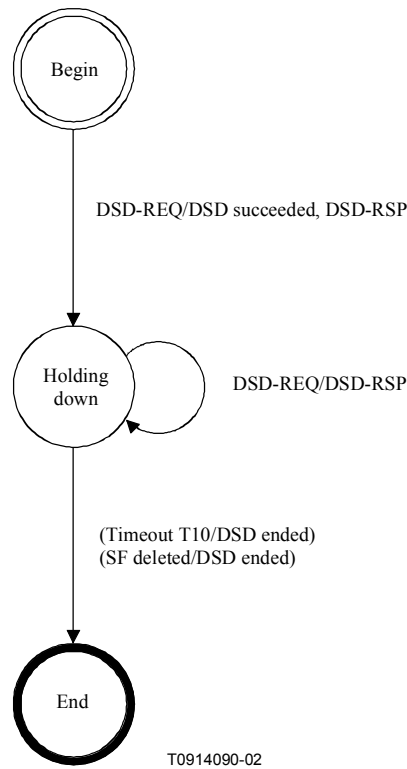 Begin
DSD-REQ/DSD succeeded, DSD-RSP
Holding
down
DSD-REQ/DSD-RSP
(Timeout T10/DSD ended)
(SF deleted/DSD ended)
End
T0914090-02